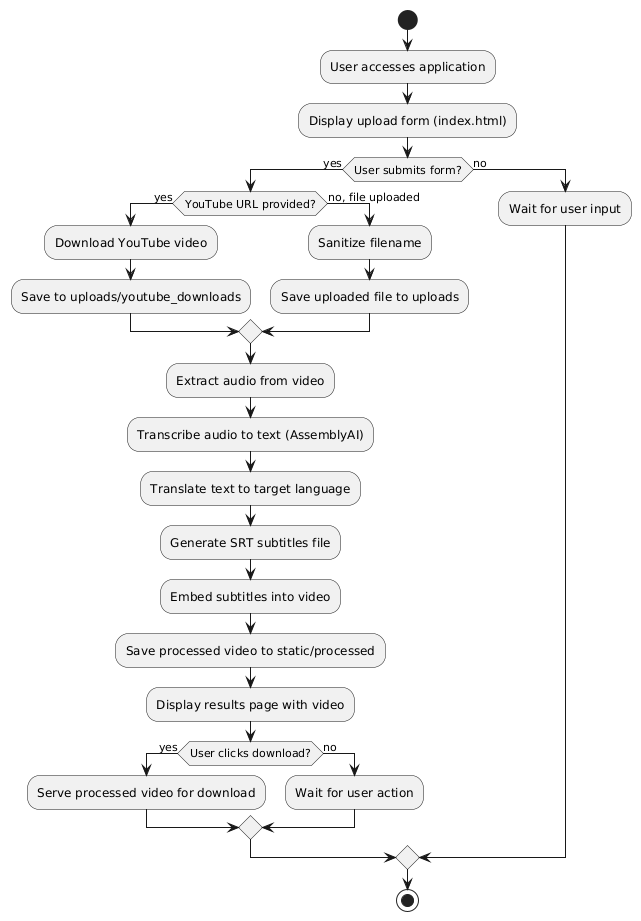 User accesses application
Display upload form (index.html)
yes
User submits form?
no
yes
YouTube URL provided?
no, file uploaded
Wait for user input
Download YouTube video
Sanitize filename
Save to uploads/youtube_downloads
Save uploaded file to uploads
Extract audio from video
Transcribe audio to text (AssemblyAI)
Translate text to target language
Generate SRT subtitles file
Embed subtitles into video
Save processed video to static/processed
Display results page with video
yes
User clicks download?
no
Serve processed video for download
Wait for user action